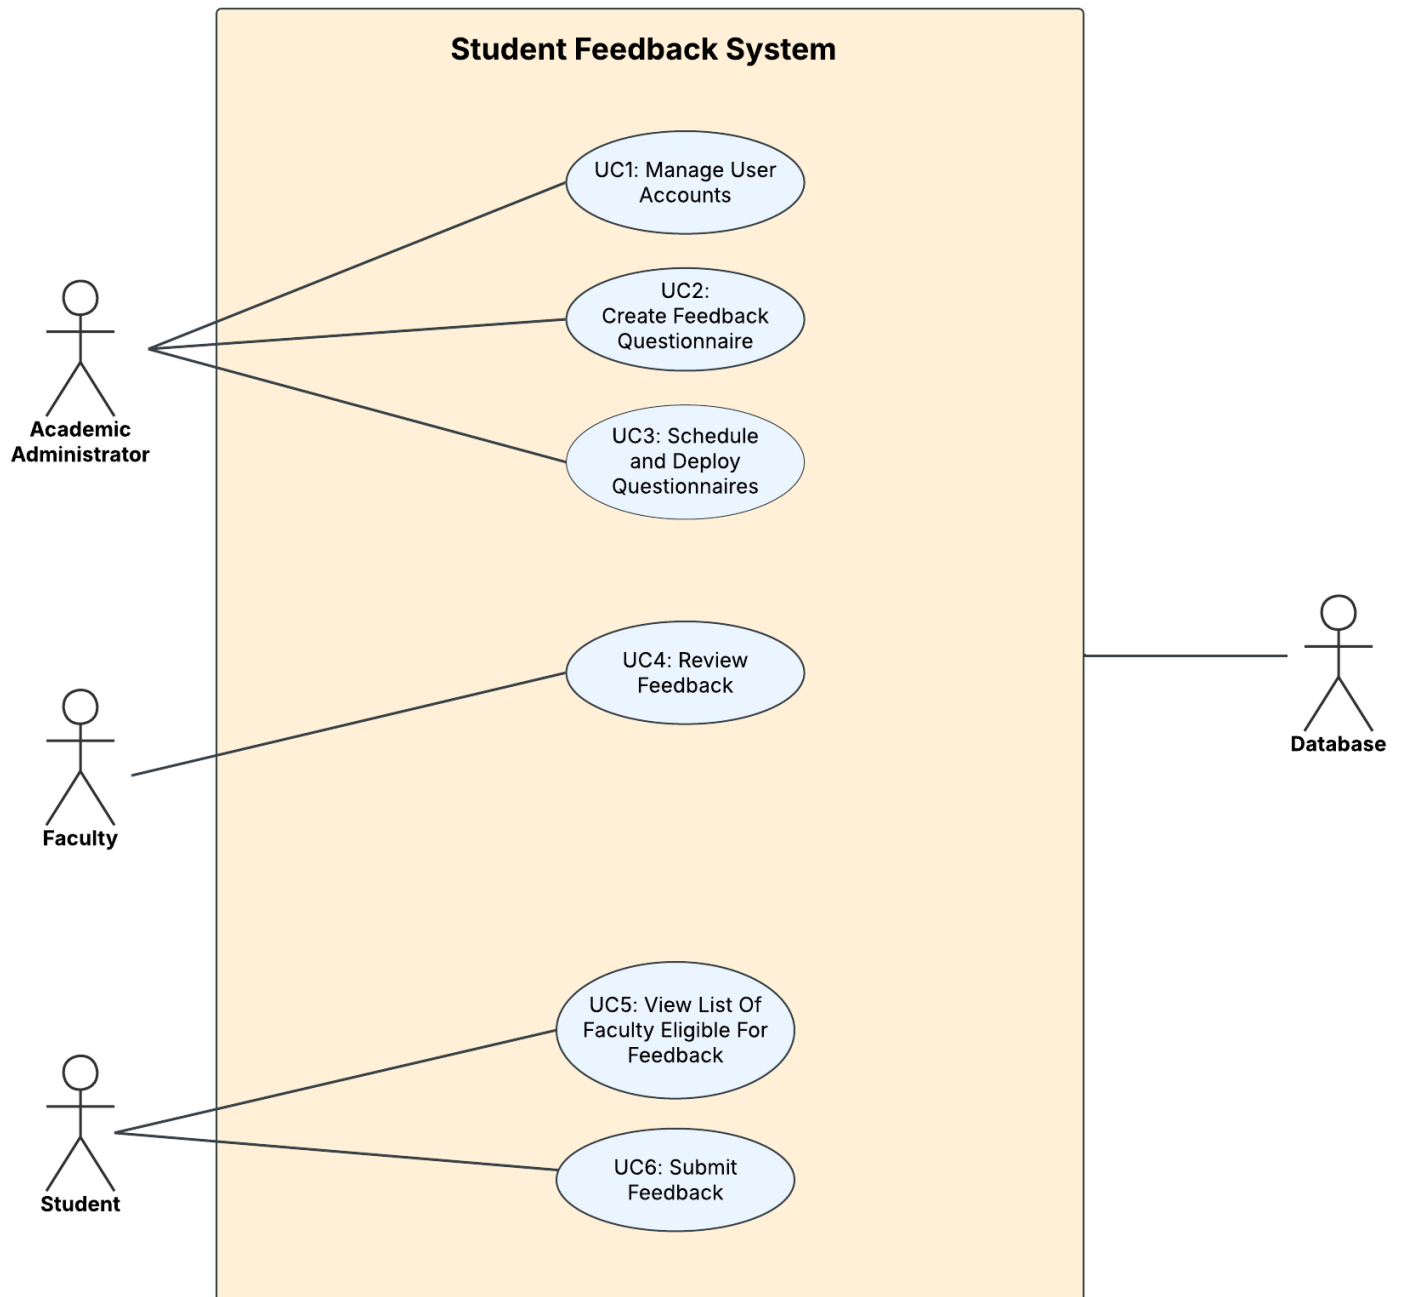 Student Feedback System
UC1: Manage User
Accounts
UC2:
Create Feedback
Questionnaire
UC3: Schedule
and Deploy
Questionnaires
Academic
Administrator
UC4: Review
Feedback
Database
Faculty
UC5: View List Of
Faculty Eligible For
Feedback
UC6: Submit
Feedback
Student